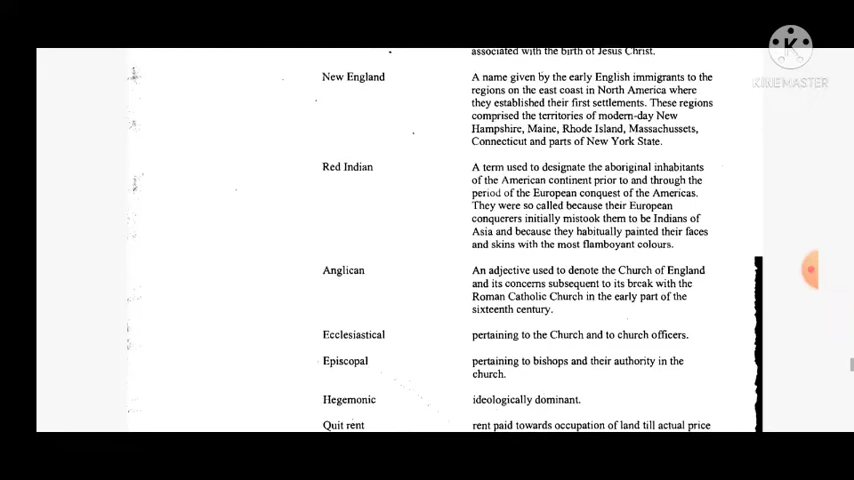 associated with the birth of Jesus Christ.
New England A name given by the early English immigrants to the
regions on the east coast in North America where
they established their first settlements. These regions
comprised the territories of modern-day New
Hampshire, Maine, Rhode Island, Massachussets,
Connecticut and parts of New York State.
Red Indian A term used to designate the aboriginal inhabitants
of the American continent prior to and through the
period of the European conquest of the Americas.
They were so called because their European
conquerers initially mistook them to be Indians of
Asia and because they habitually painted their faces
and skins with the most flamboyant colours.
Anglican An adjective used to denote the Church of England
and its concerns subsequent to its break with the
Roman Catholic Church in the early part of the
sixteenth century.
Ecclesiastical pertaining to the Church and to church officers.
Episcopal pertaining to bishops and their authority in the
church.
Hegemonic ideologically dominant.
Quit rent rent paid towards occupation of land till actual price
K
KINEMASTER